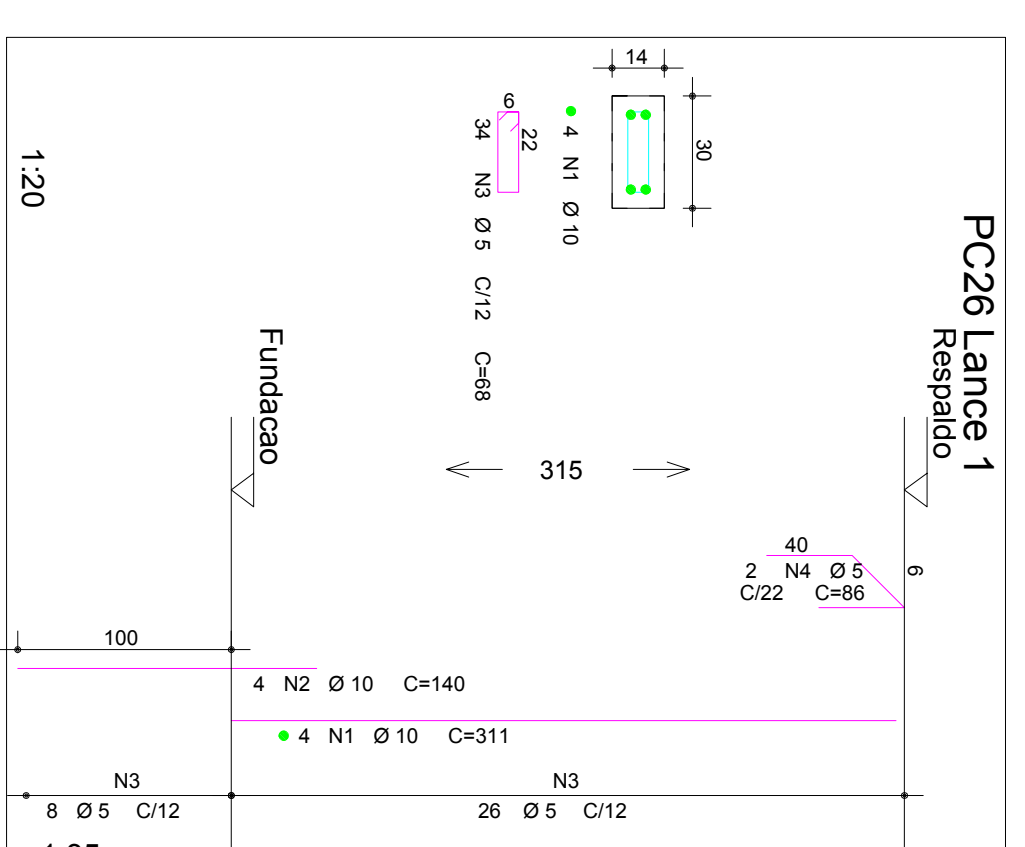 PC26 Lance 1
Respaldo
14
30
4 N1 Ø 10
6
22
34 N3 Ø 5 C/12 C=68
1:20
Fundacao
315
40
6
2 N4 Ø 5
C/22 C=86
100
4 N2 Ø 10 C=140
4 N1 Ø 10 C=311
N3
8 Ø 5 C/12
N3
26 Ø 5 C/12